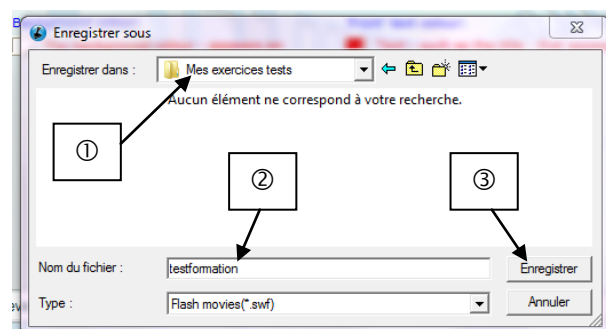 Enregistrer sous
Enregistrer dans :
Mes exercices tests
Aucun élément ne correspond à votre recherche.
①
②
③
Nom du fichier :
testformation
Enregistrer
Type :
Flash movies(*.swf)
Annuler